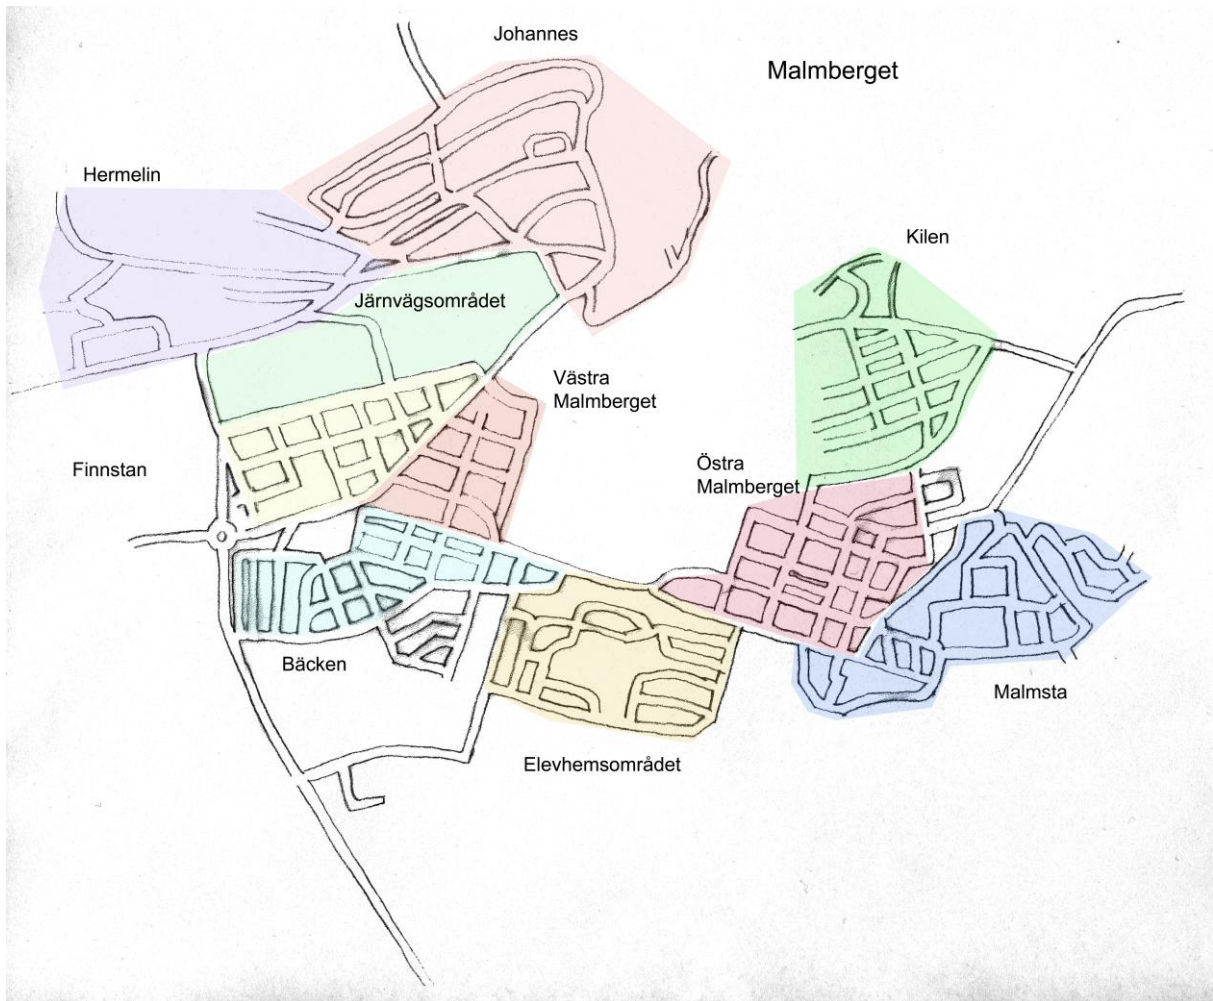 Johannes
Malmberget
Hermelin
Kilen
Järnvägsområdet
Västra
Malmberget
Finnstan
Östra
Malmberget
Bäcken
Malmsta
Elevhemsområdet